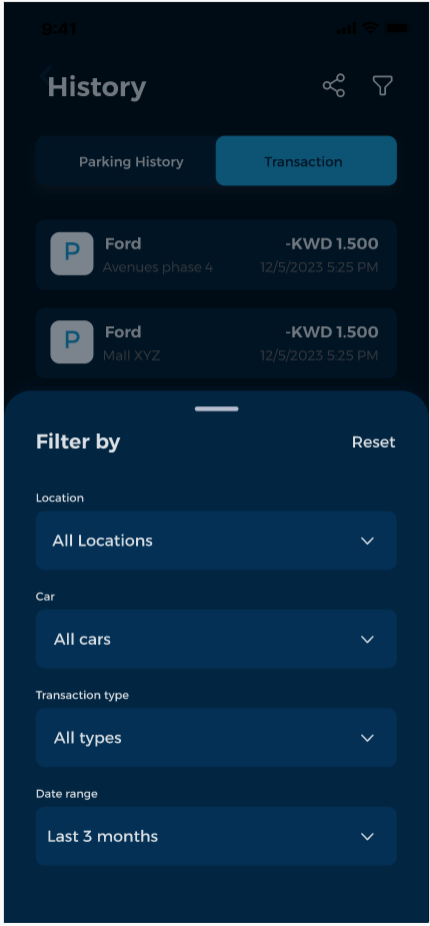 9:41
History
Parking History
Transaction
P
Ford
-KWD 1.500
Avenues phase 4
12/5/2023 5:25 PM
P
Ford
-KWD 1.500
Mall XYZ
12/5/2023 5:25 PM
Filter by
Reset
Location
All Locations
Car
All cars
Transaction type
All types
Date range
Last 3 months